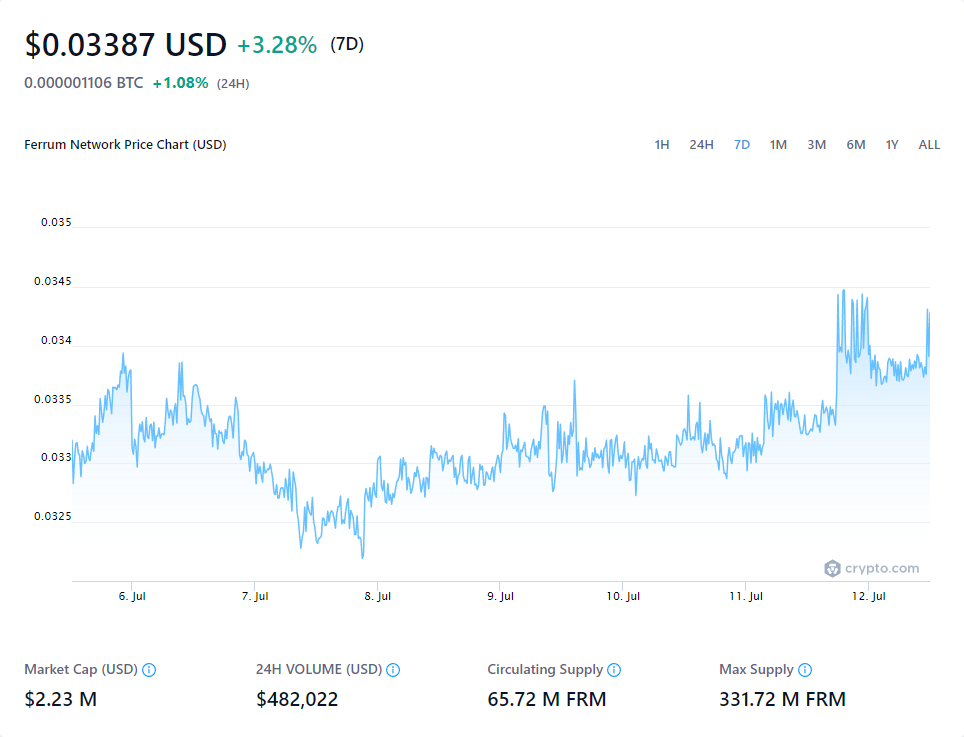 $0.03387 USD +3.28% (7D)
0.000001106 BTC +1.08% (24H)
Ferrum Network Price Chart (USD) 1H 24H 7D 1M 3M 6M 1Y ALL
0.035
0.0345
0.034
0.0335
0.033
0.0325
crypto.com
6. Jul 7. Jul 8. Jul 9. Jul 10. Jul 11. Jul 12. Jul
Market Cap (USD) 24H VOLUME (USD) Circulating Supply Max Supply
$2.23 M $482,022 65.72 M FRM 331.72 M FRM